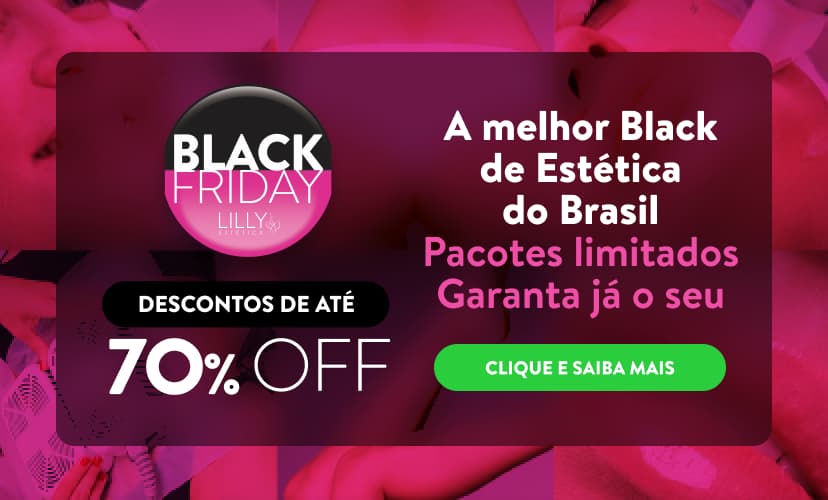 BLACK
FRIDAY
LILLY
ESTÉTICA
DESCONTOS DE ATÉ
70% OFF
A melhor Black
de Estética
do Brasil
Pacotes limitados
Garanta já o seu
CLIQUE E SAIBA MAIS